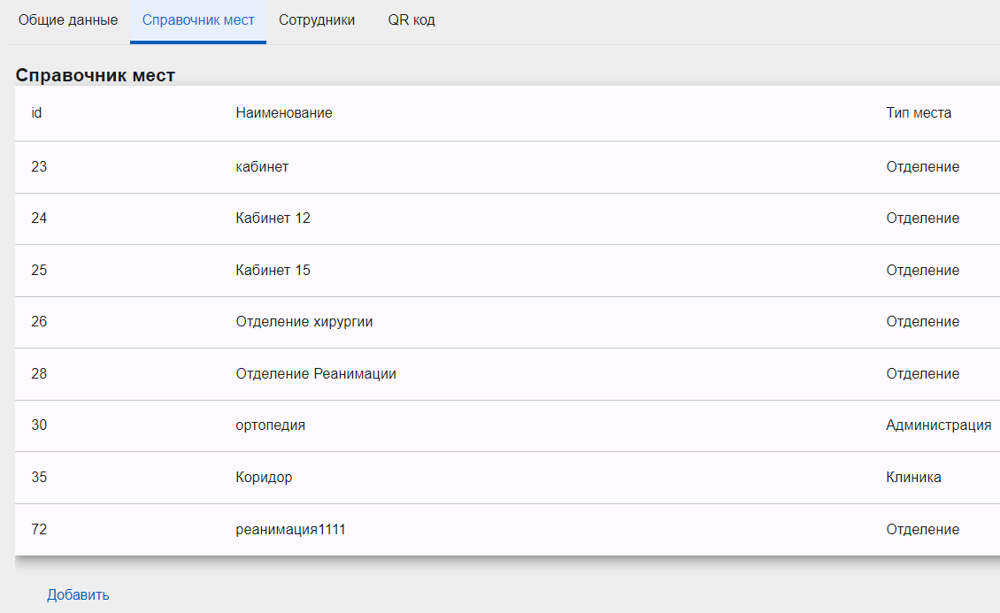 Общие данные Справочник мест Сотрудники QR код
Справочник мест
id Наименование Тип места
23 кабинет Отделение
24 Кабинет 12 Отделение
25 Кабинет 15 Отделение
26 Отделение хирургии Отделение
28 Отделение Реанимации Отделение
30 ортопедия Администрация
35 Коридор Клиника
72 реанимация1111 Отделение
Добавить